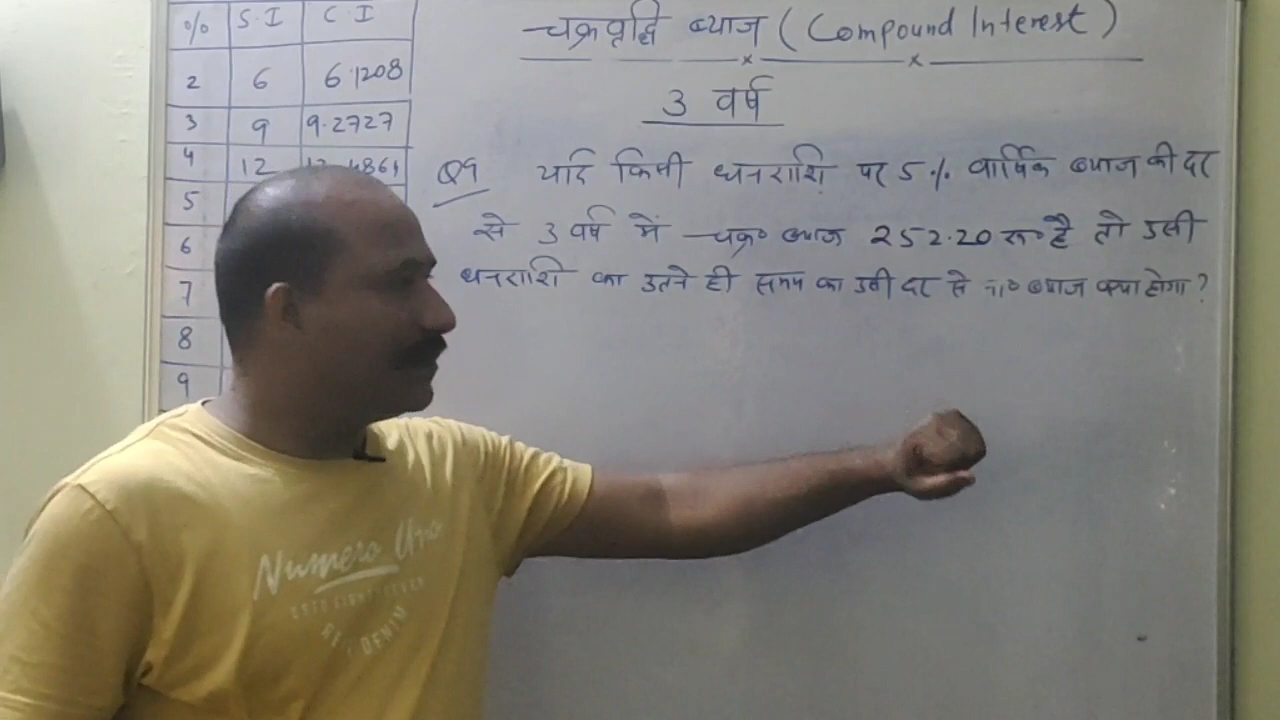 % S.I C.I
2 6 6.1208
3 9 9.2727
4 12
5
6
7
8
9
चक्रवृद्धि ब्याज (Compound Interest)
3 वर्ष
Q9 यदि किसी धनराशि पर 5% वार्षिक ब्याज की दर
से 3 वर्ष में चक्र० ब्याज 252.20 रू० है तो उसी
धनराशि का उतने ही समय का उसी दर से सा० ब्याज क्या होगा?
Numero Uno